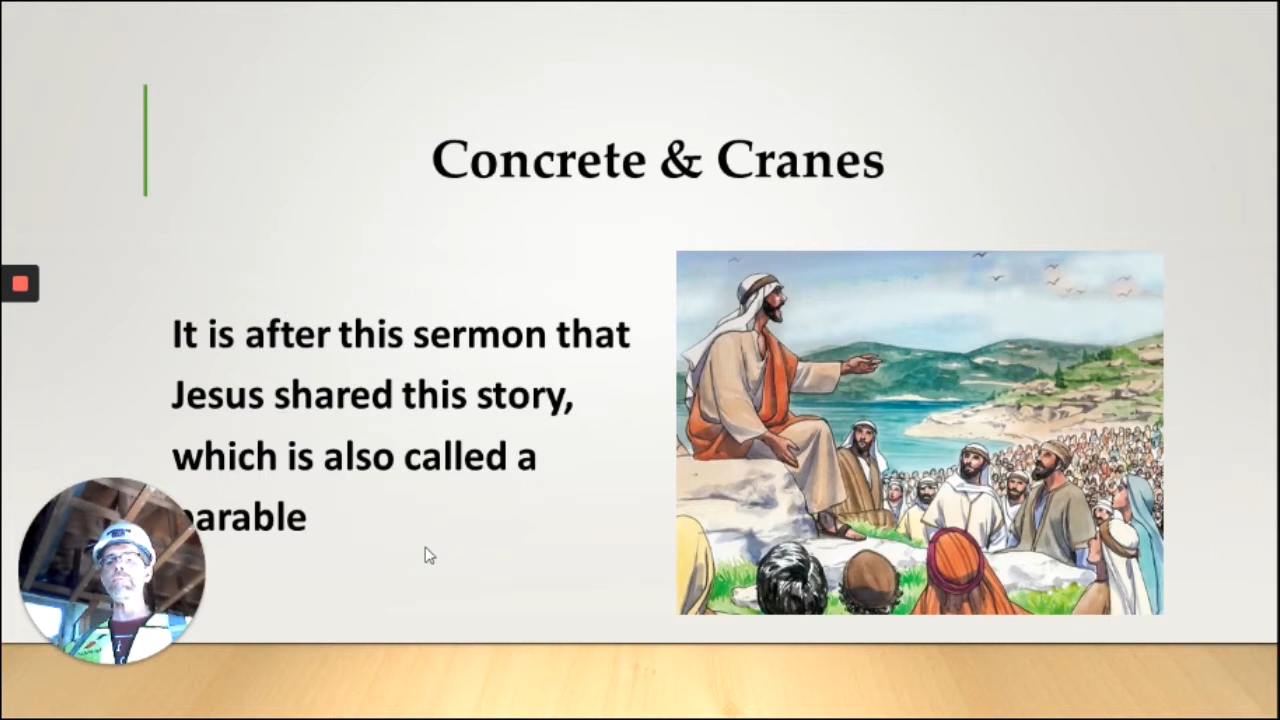 Concrete & Cranes
It is after this sermon that
Jesus shared this story,
which is also called a
parable